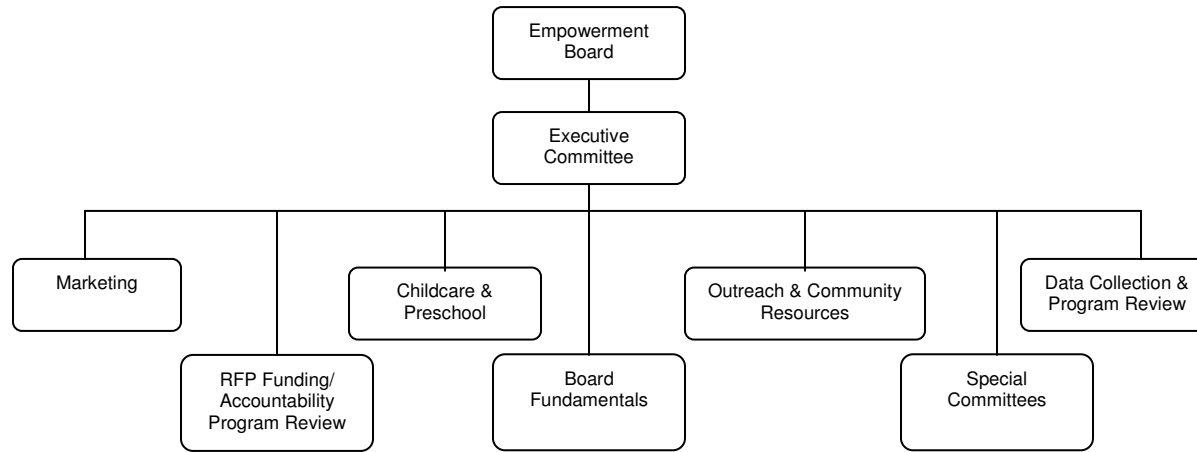 Empowerment
Board
Executive
Committee
Marketing
Childcare &
Preschool
Outreach & Community
Resources
Data Collection &
Program Review
RFP Funding/
Accountability
Program Review
Board
Fundamentals
Special
Committees